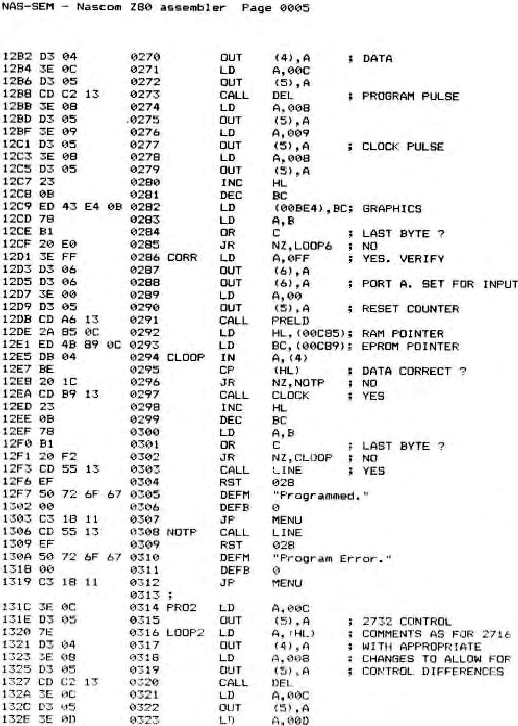 NAS-SEM - Nascom Z80 assembler Page 0005
12B2 D3 04 0270 OUT (4),A ; DATA
12B4 3E 0C 0271 LD A,00C
12B6 D3 05 0272 OUT (5),A
12B8 CD C2 13 0273 CALL DEL ; PROGRAM PULSE
12BB 3E 08 0274 LD A,008
12BD D3 05 0275 OUT (5),A
12BF 3E 09 0276 LD A,009
12C1 D3 05 0277 OUT (5),A ; CLOCK PULSE
12C3 3E 08 0278 LD A,008
12C5 D3 05 0279 OUT (5),A
12C7 23 0280 INC HL
12C8 0B 0281 DEC BC
12C9 ED 43 E4 0B 0282 LD (00BE4),BC; GRAPHICS
12CD 78 0283 LD A,B
12CE B1 0284 OR C ; LAST BYTE ?
12CF 20 E0 0285 JR NZ,LOOP6 ; NO
12D1 3E FF 0286 CORR LD A,0FF ; YES. VERIFY
12D3 D3 06 0287 OUT (6),A
12D5 D3 06 0288 OUT (6),A ; PORT A. SET FOR INPUT
12D7 3E 00 0289 LD A,00
12D9 D3 05 0290 OUT (5),A ; RESET COUNTER
12DB CD A6 13 0291 CALL PRELD
12DE 2A 85 0C 0292 LD HL,(00C85); RAM POINTER
12E1 ED 4B 89 0C 0293 LD BC,(00C89); EPROM POINTER
12E5 DB 04 0294 CLOOP IN A,(4)
12E7 BE 0295 CP (HL) ; DATA CORRECT ?
12E8 20 1C 0296 JR NZ,NOTP ; NO
12EA CD B9 13 0297 CALL CLOCK ; YES
12ED 23 0298 INC HL
12EE 0B 0299 DEC BC
12EF 78 0300 LD A,B
12F0 B1 0301 OR C ; LAST BYTE ?
12F1 20 F2 0302 JR NZ,CLOOP ; NO
12F3 CD 55 13 0303 CALL LINE ; YES
12F6 EF 0304 RST 028
12F7 50 72 6F 67 0305 DEFM "Programmed."
1302 00 0306 DEFB 0
1303 C3 18 11 0307 JP MENU
1306 CD 55 13 0308 NOTP CALL LINE
1309 EF 0309 RST 028
130A 50 72 6F 67 0310 DEFM "Program Error."
1318 00 0311 DEFB 0
1319 C3 18 11 0312 JP MENU
0313 ;
131C 3E 0C 0314 PRO2 LD A,00C
131E D3 05 0315 OUT (5),A ; 2732 CONTROL
1320 7E 0316 LOOP2 LD A,(HL) ; COMMENTS AS FOR 2716
1321 D3 04 0317 OUT (4),A ; WITH APPROPRIATE
1323 3E 08 0318 LD A,008 ; CHANGES TO ALLOW FOR
1325 D3 05 0319 OUT (5),A ; CONTROL DIFFERENCES
1327 CD C2 13 0320 CALL DEL
132A 3E 0C 0321 LD A,00C
132C D3 05 0322 OUT (5),A
132E 3E 0D 0323 LD A,00D